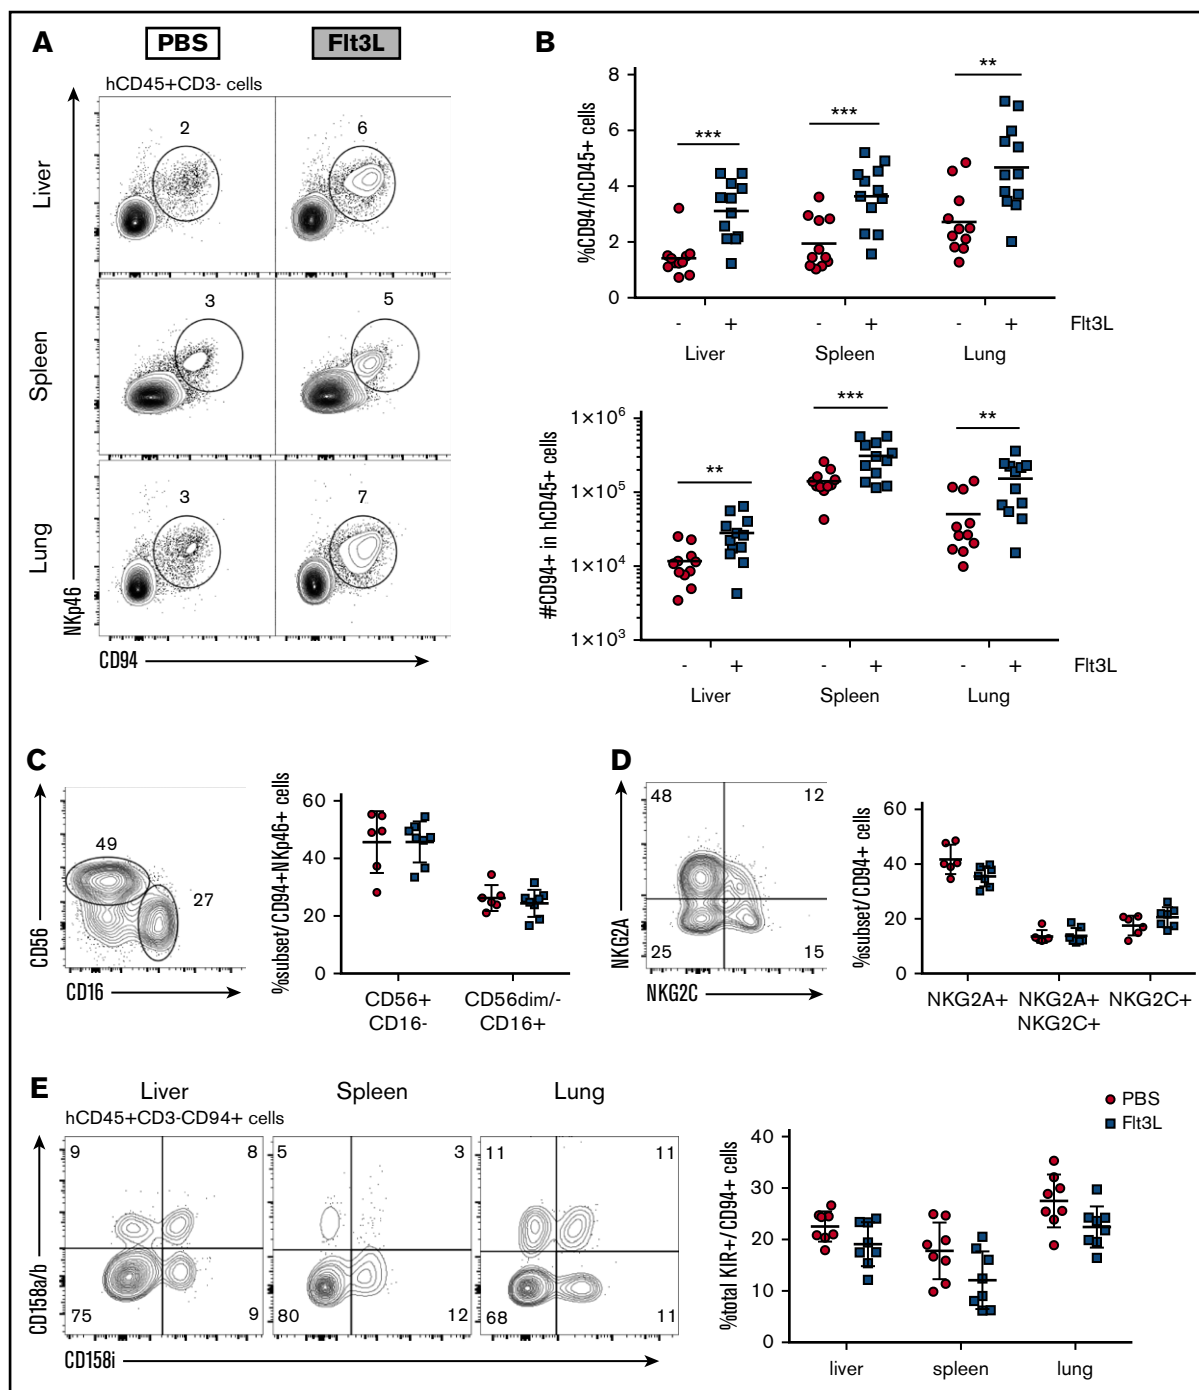 A
PBS
Flt3L
hCD45+CD3- cells
Liver
2
6
Spleen
3
5
Lung
3
7
NKp46
CD94
B
%CD94/hCD45+ cells
8
6
4
2
0
***
***
**
- + - + - + Flt3L
Liver Spleen Lung
#CD94+ in hCD45+ cells
1×10⁶
1×10⁵
1×10⁴
1×10³
**
***
**
- + - + - + Flt3L
Liver Spleen Lung
C
49
27
CD56
CD16
%subset/CD94+NKp46+ cells
60
40
20
0
CD56+ CD56dim/-
CD16- CD16+
D
48 12
25 15
NKG2A
NKG2C
%subset/CD94+ cells
60
40
20
0
NKG2A+ NKG2A+ NKG2C+
NKG2C+
E
Liver Spleen Lung
hCD45+CD3-CD94+ cells
9 8 5 3 11 11
75 9 80 12 68 11
CD158a/b
CD158i
PBS
Flt3L
%total KIR+/CD94+ cells
40
30
20
10
0
liver spleen lung